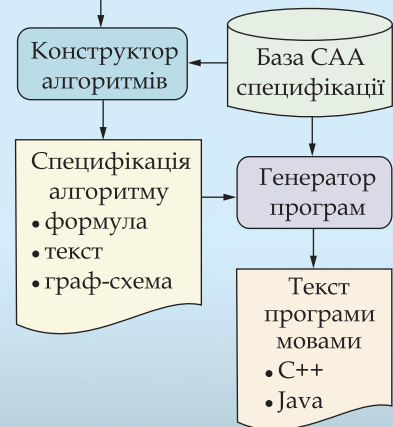 Конструктор
алгоритмів
База САА
специфікації
Специфікація
алгоритму
• формула
• текст
• граф-схема
Генератор
програм
Текст
програми
мовами
• C++
• Java